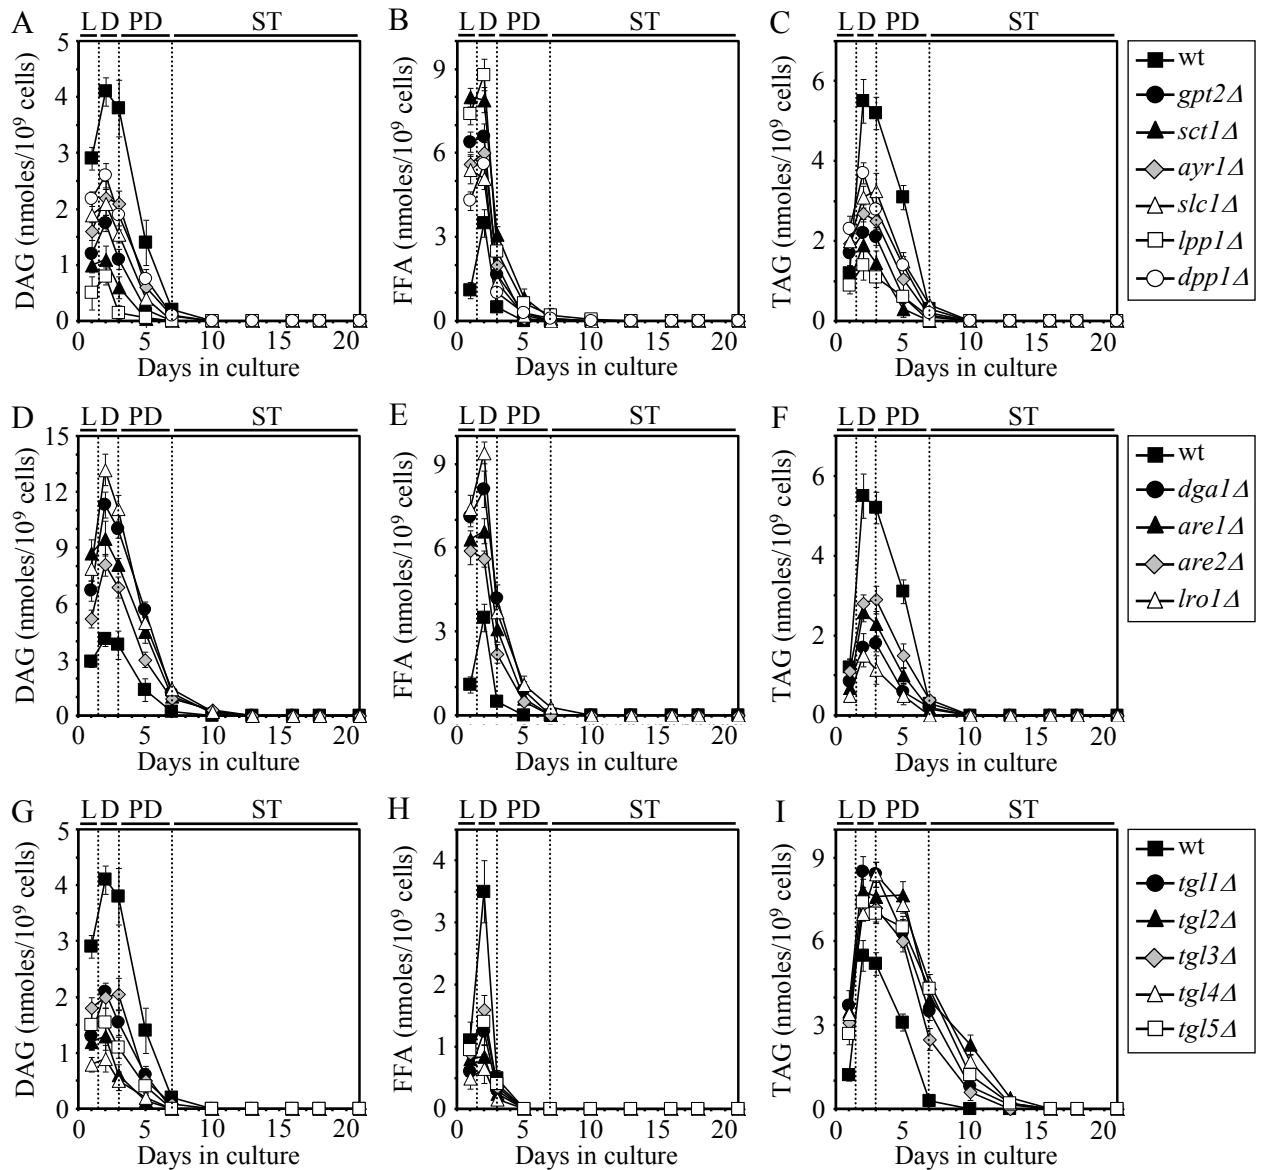 A L D PD ST
B L D PD ST
C L D PD ST
DAG (nmoles/10⁹ cells)
5
4
3
2
1
0
0 5 10 15 20
Days in culture
FFA (nmoles/10⁹ cells)
9
6
3
0
0 5 10 15 20
Days in culture
TAG (nmoles/10⁹ cells)
6
4
2
0
0 5 10 15 20
Days in culture
wt
gpt2Δ
sct1Δ
ayr1Δ
slc1Δ
lpp1Δ
dpp1Δ
D L D PD ST
E L D PD ST
F L D PD ST
DAG (nmoles/10⁹ cells)
15
12
9
6
3
0
0 5 10 15 20
Days in culture
FFA (nmoles/10⁹ cells)
9
6
3
0
0 5 10 15 20
Days in culture
TAG (nmoles/10⁹ cells)
6
4
2
0
0 5 10 15 20
Days in culture
wt
dga1Δ
are1Δ
are2Δ
lro1Δ
G L D PD ST
H L D PD ST
I L D PD ST
DAG (nmoles/10⁹ cells)
5
4
3
2
1
0
0 5 10 15 20
Days in culture
FFA (nmoles/10⁹ cells)
4
3
2
1
0
0 5 10 15 20
Days in culture
TAG (nmoles/10⁹ cells)
9
6
3
0
0 5 10 15 20
Days in culture
wt
tgl1Δ
tgl2Δ
tgl3Δ
tgl4Δ
tgl5Δ